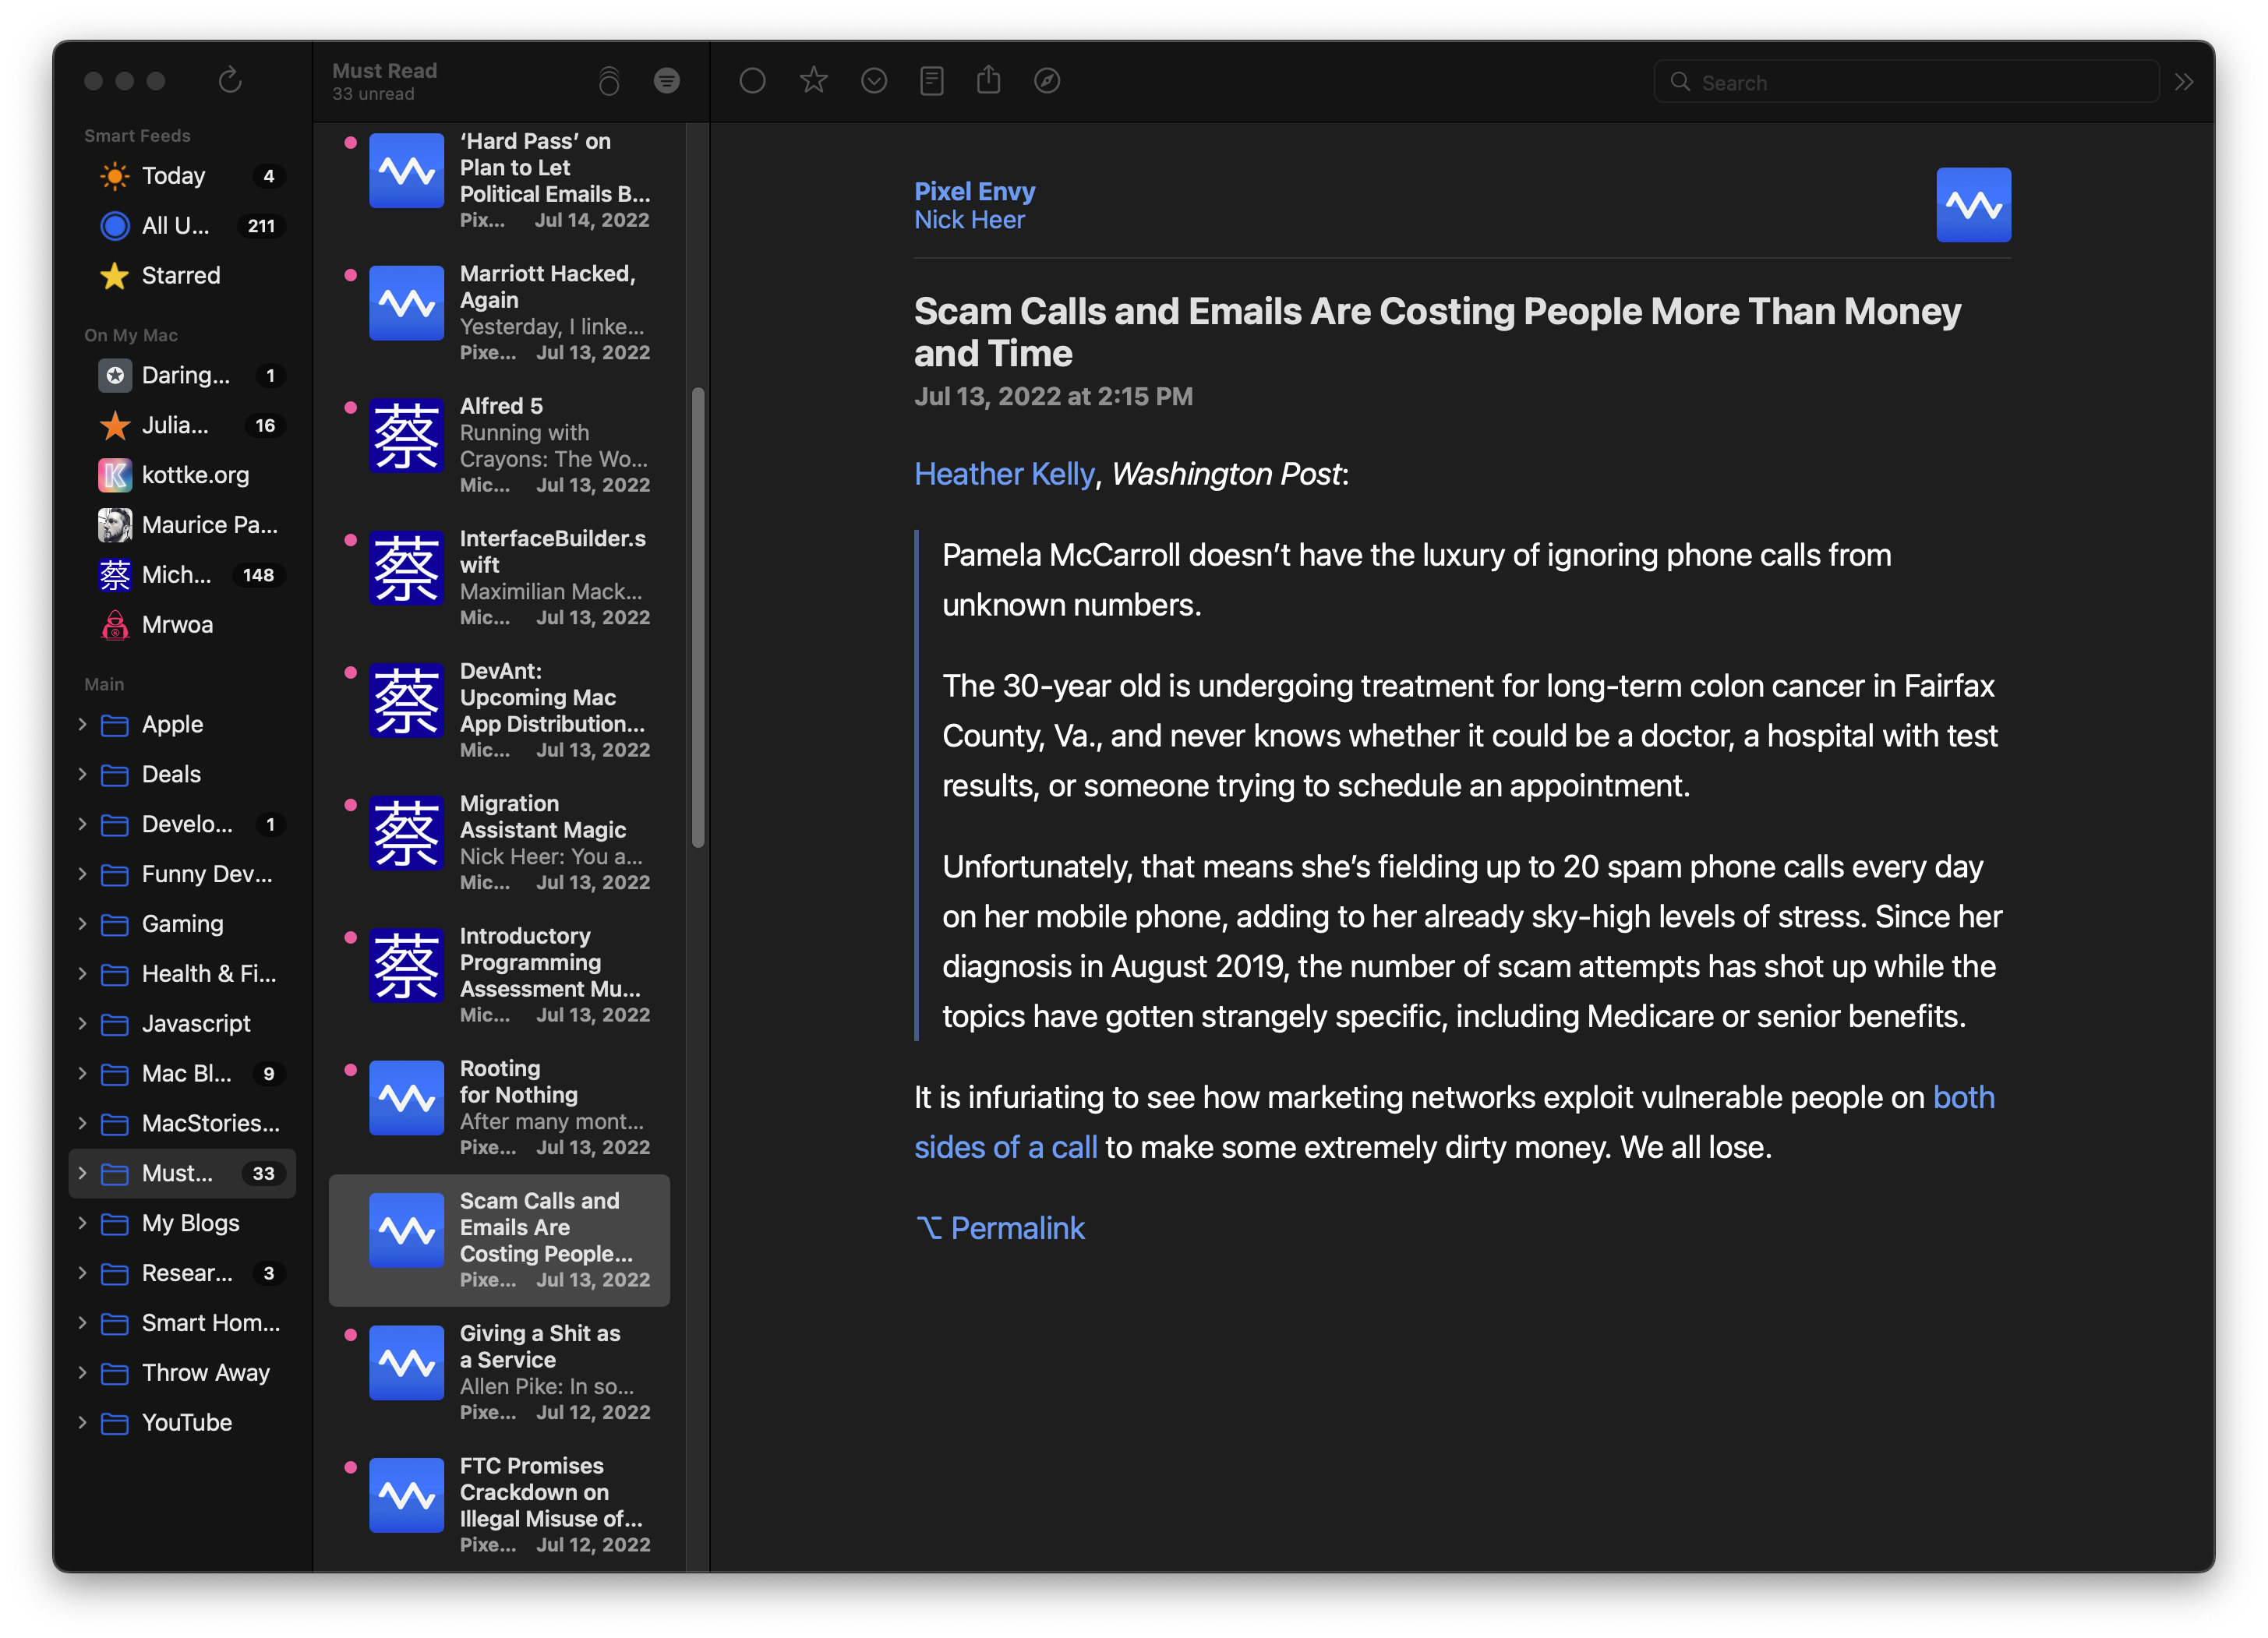 Smart Feeds
Today 4
All U... 211
Starred
On My Mac
Daring... 1
Julia... 16
K kottke.org
Maurice Pa...
蔡 Mich... 148
Mrwoa
Main
Apple
Deals
Develo... 1
Funny Dev...
Gaming
Health & Fi...
Javascript
Mac Bl... 9
MacStories...
Must... 33
My Blogs
Resear... 3
Smart Hom...
Throw Away
YouTube
Must Read
33 unread
‘Hard Pass’ on
Plan to Let
Political Emails B...
Pix... Jul 14, 2022
Marriott Hacked,
Again
Yesterday, I linke...
Pixe... Jul 13, 2022
蔡
Alfred 5
Running with
Crayons: The Wo...
Mic... Jul 13, 2022
蔡
InterfaceBuilder.s
wift
Maximilian Mack...
Mic... Jul 13, 2022
蔡
DevAnt:
Upcoming Mac
App Distribution...
Mic... Jul 13, 2022
蔡
Migration
Assistant Magic
Nick Heer: You a...
Mic... Jul 13, 2022
蔡
Introductory
Programming
Assessment Mu...
Mic... Jul 13, 2022
Rooting
for Nothing
After many mont...
Pixe... Jul 13, 2022
Scam Calls and
Emails Are
Costing People...
Pixe... Jul 13, 2022
Giving a Shit as
a Service
Allen Pike: In so...
Pixe... Jul 12, 2022
FTC Promises
Crackdown on
Illegal Misuse of...
Pixe... Jul 12, 2022
Search
Pixel Envy
Nick Heer
Scam Calls and Emails Are Costing People More Than Money
and Time
Jul 13, 2022 at 2:15 PM
Heather Kelly, Washington Post:
Pamela McCarroll doesn’t have the luxury of ignoring phone calls from
unknown numbers.
The 30-year old is undergoing treatment for long-term colon cancer in Fairfax
County, Va., and never knows whether it could be a doctor, a hospital with test
results, or someone trying to schedule an appointment.
Unfortunately, that means she’s fielding up to 20 spam phone calls every day
on her mobile phone, adding to her already sky-high levels of stress. Since her
diagnosis in August 2019, the number of scam attempts has shot up while the
topics have gotten strangely specific, including Medicare or senior benefits.
It is infuriating to see how marketing networks exploit vulnerable people on both
sides of a call to make some extremely dirty money. We all lose.
⌥ Permalink